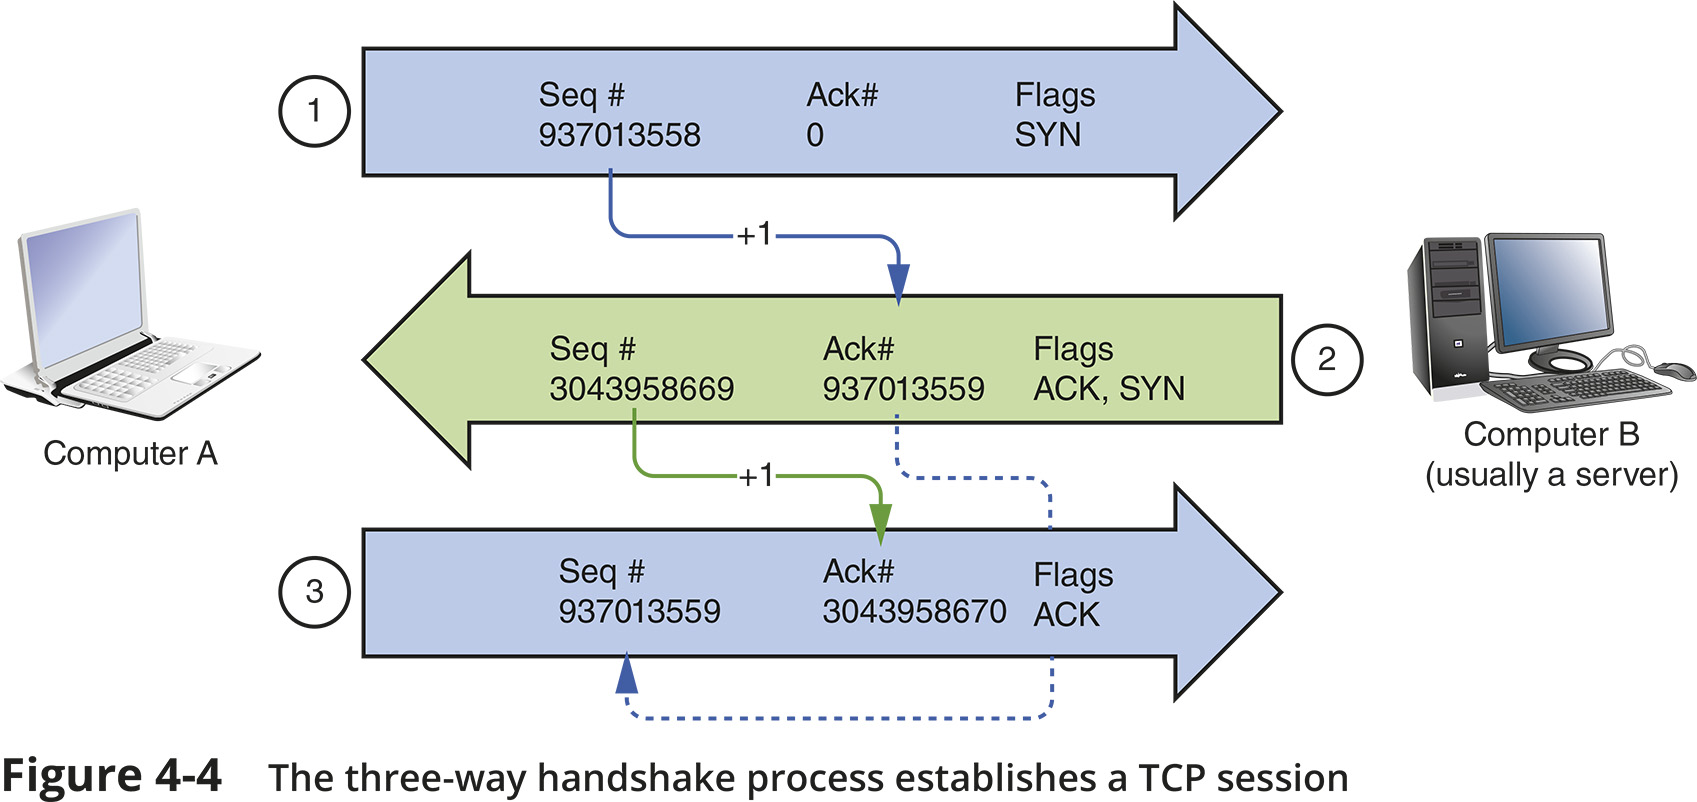 1
Seq # Ack# Flags
937013558 0 SYN
+1
Seq # Ack# Flags
3043958669 937013559 ACK, SYN
2
Computer A
Computer B
(usually a server)
+1
3
Seq # Ack# Flags
937013559 3043958670 ACK
Figure 4-4 The three-way handshake process establishes a TCP session